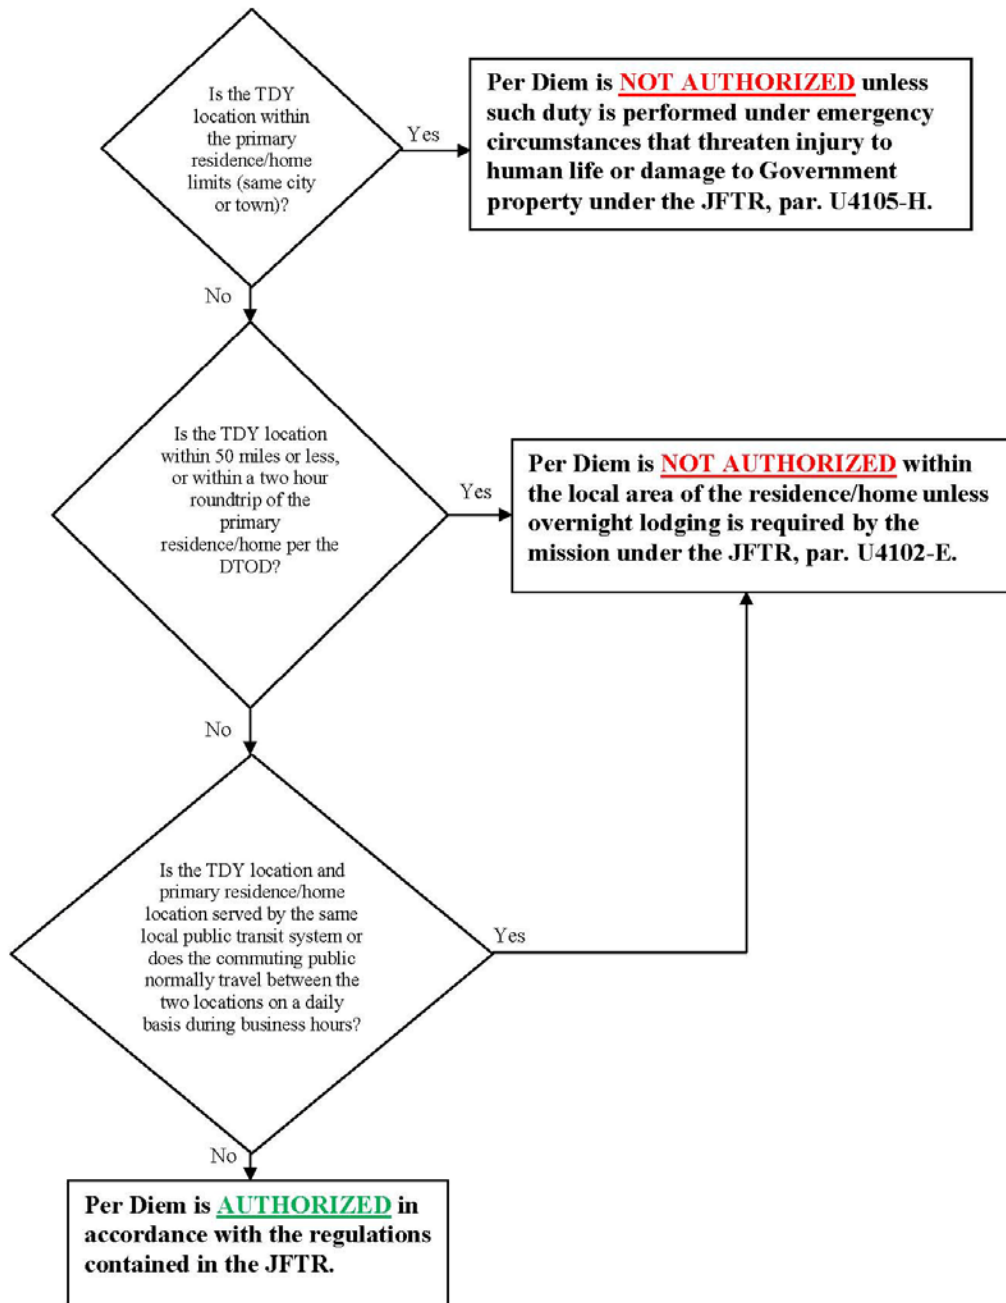 Is the TDY
location within
the primary
residence/home
limits (same city
or town)?
Yes
Per Diem is NOT AUTHORIZED unless
such duty is performed under emergency
circumstances that threaten injury to
human life or damage to Government
property under the JFTR, par. U4105-H.
No
Is the TDY location
within 50 miles or less,
or within a two hour
roundtrip of the
primary
residence/home per the
DTOD?
Yes
Per Diem is NOT AUTHORIZED within
the local area of the residence/home unless
overnight lodging is required by the
mission under the JFTR, par. U4102-E.
No
Is the TDY location and
primary residence/home
location served by the same
local public transit system or
does the commuting public
normally travel between the
two locations on a daily
basis during business hours?
Yes
No
Per Diem is AUTHORIZED in
accordance with the regulations
contained in the JFTR.